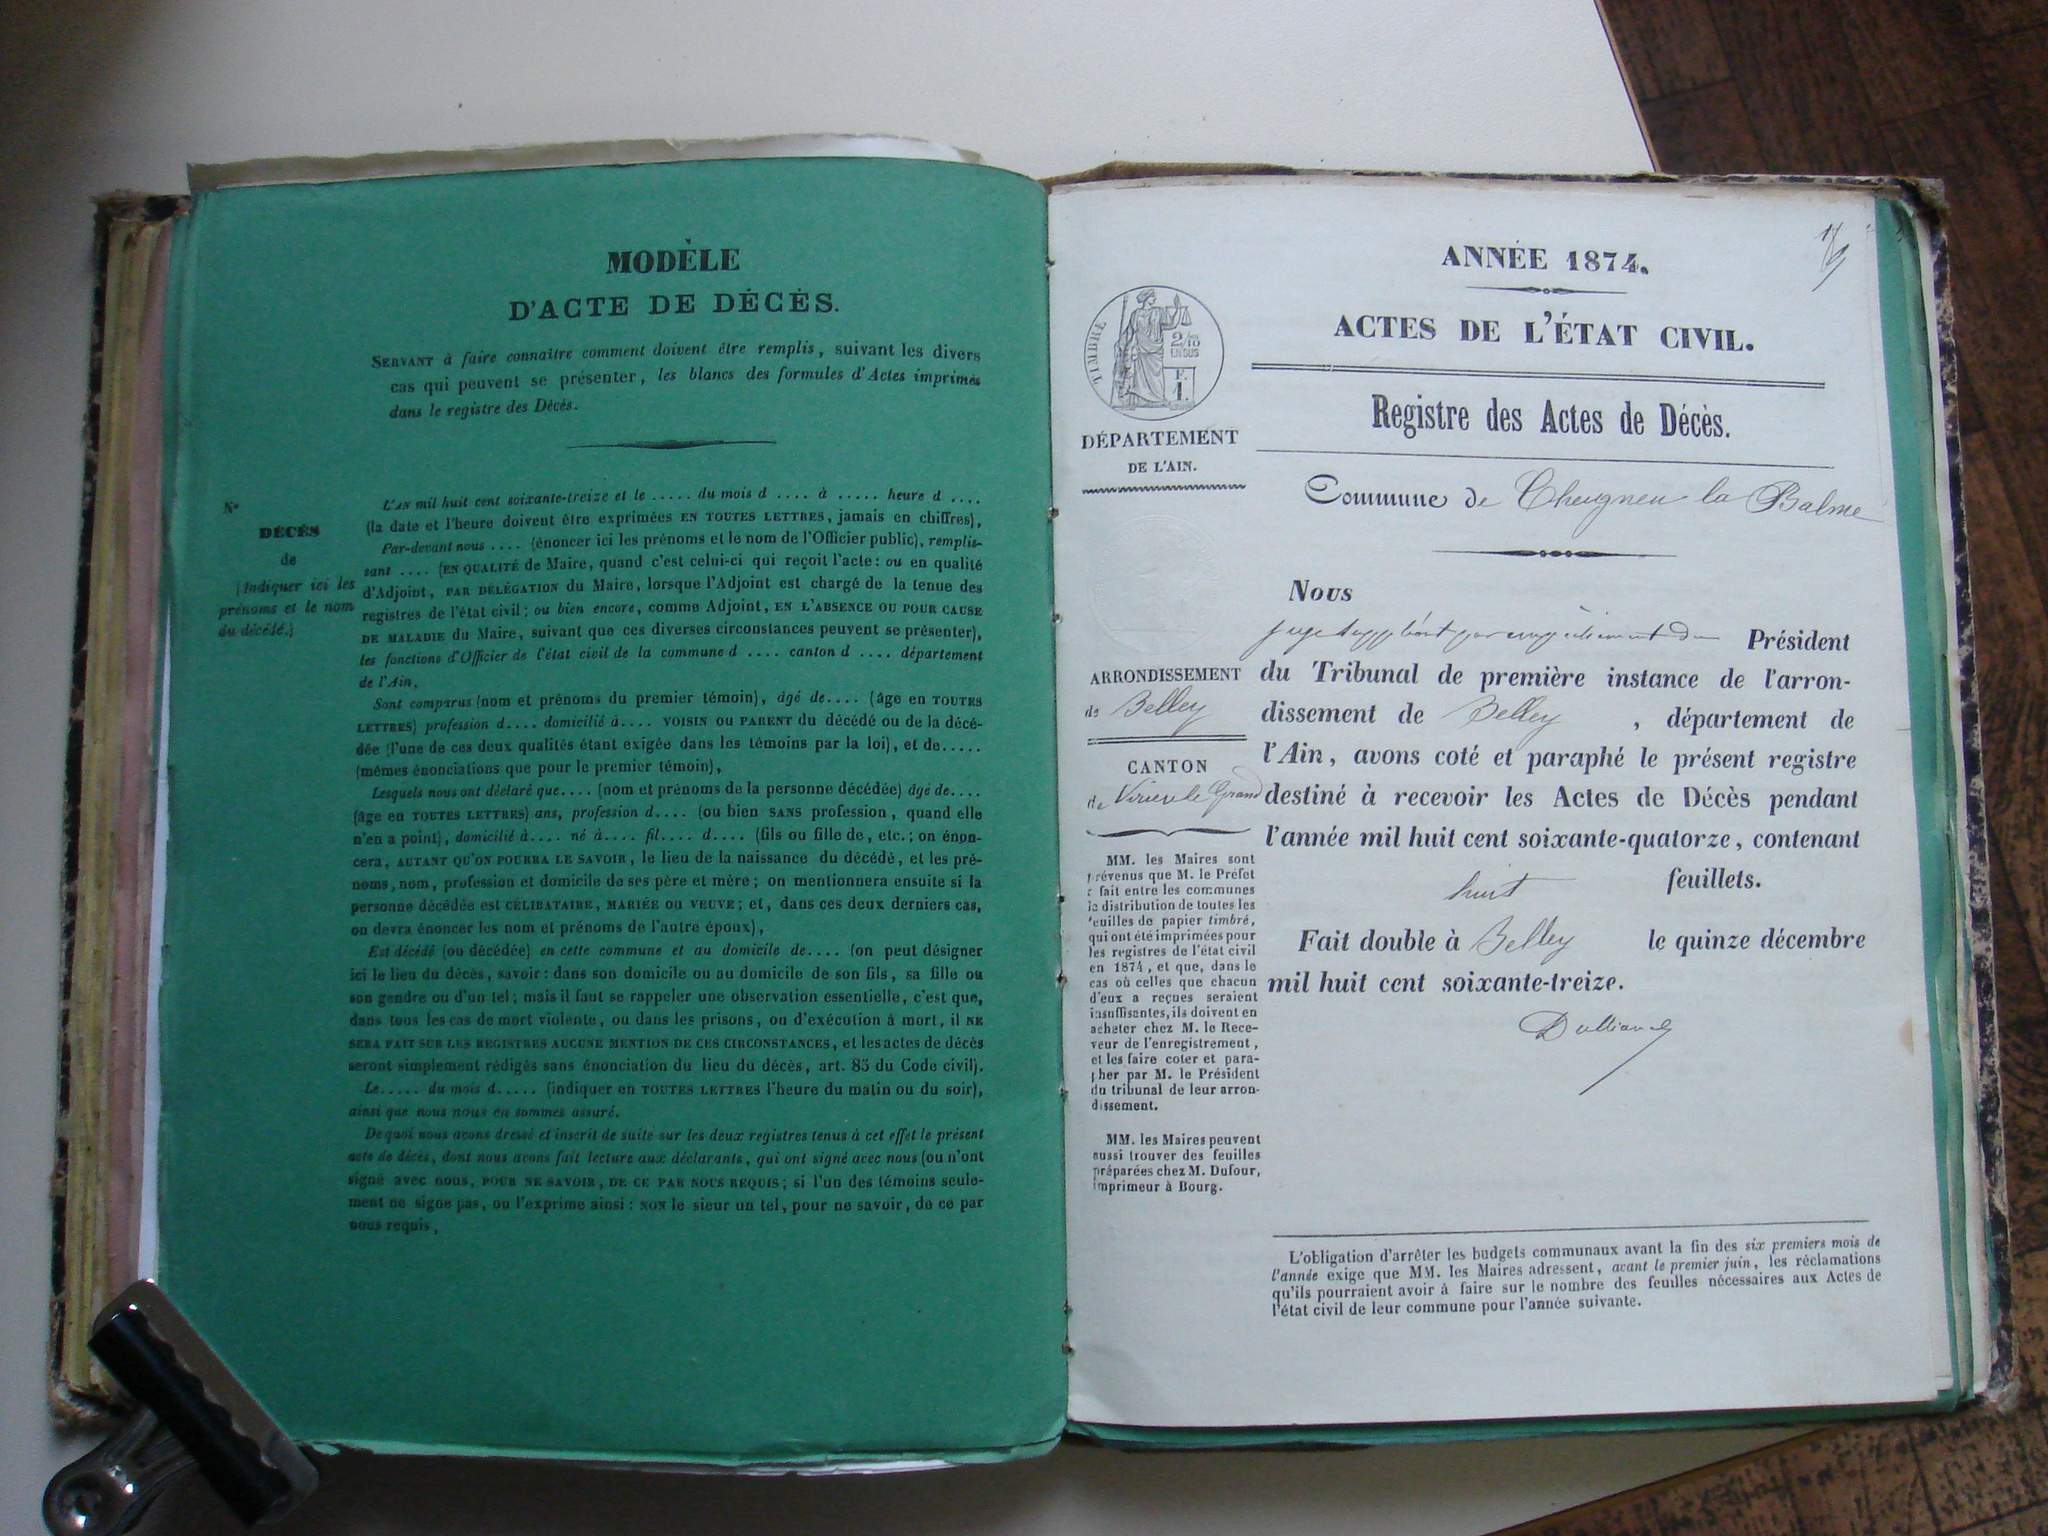 MODÈLE
D'ACTE DE DÉCÈS.
SERVANT à faire connaître comment doivent être remplis, suivant les divers
cas qui peuvent se présenter, les blancs des formules d'Actes imprimés
dans le registre des Décès.
N°
DÉCÈS
de
(Indiquer ici les
prénoms et le nom
du décédé.)
L'AN mil huit cent soixante-treize et le ..... du mois d .... à ..... heure d ....
(la date et l'heure doivent être exprimées EN TOUTES LETTRES, jamais en chiffres),
Par-devant nous .... (énoncer ici les prénoms et le nom de l'Officier public), remplis-
sant .... (EN QUALITÉ de Maire, quand c'est celui-ci qui reçoit l'acte: ou en qualité
d'Adjoint, PAR DÉLÉGATION du Maire, lorsque l'Adjoint est chargé de la tenue des
registres de l'état civil; ou bien encore, comme Adjoint, EN L'ABSENCE OU POUR CAUSE
DE MALADIE du Maire, suivant que ces diverses circonstances peuvent se présenter),
les fonctions d'Officier de l'état civil de la commune d .... canton d .... département
de l'Ain,
Sont comparus (nom et prénoms du premier témoin), âgé de.... (âge en TOUTES
LETTRES) profession d.... domicilié à.... VOISIN OU PARENT du décédé ou de la décé-
dée (l'une de ces deux qualités étant exigée dans les témoins par la loi), et de.....
(mêmes énonciations que pour le premier témoin),
Lesquels nous ont déclaré que.... (nom et prénoms de la personne décédée) âgé de....
(âge en TOUTES LETTRES) ans, profession d.... (ou bien SANS profession, quand elle
n'en a point), domicilié à.... né à.... fil.... d.... (fils ou fille de, etc.; on énon-
cera, AUTANT QU'ON POURRA LE SAVOIR, le lieu de la naissance du décédé, et les pré-
noms, nom, profession et domicile de ses père et mère; on mentionnera ensuite si la
personne décédée est CÉLIBATAIRE, MARIÉE OU VEUVE; et, dans ces deux derniers cas,
on devra énoncer les nom et prénoms de l'autre époux),
Est décédé (ou décédée) en cette commune et au domicile de.... (on peut désigner
ici le lieu du décès, savoir: dans son domicile ou au domicile de son fils, sa fille ou
son gendre ou d'un tel; mais il faut se rappeler une observation essentielle, c'est que,
dans tous les cas de mort violente, ou dans les prisons, ou d'exécution à mort, il NE
SERA FAIT SUR LES REGISTRES AUCUNE MENTION DE CES CIRCONSTANCES, et les actes de décès
seront simplement rédigés sans énonciation du lieu du décès, art. 85 du Code civil).
Le..... du mois d..... (indiquer en TOUTES LETTRES l'heure du matin ou du soir),
ainsi que nous nous en sommes assuré.
De quoi nous avons dressé et inscrit de suite sur les deux registres tenus à cet effet le présent
acte de décès, dont nous avons fait lecture aux déclarants, qui ont signé avec nous (ou n'ont
signé avec nous, POUR NE SAVOIR, DE CE PAR NOUS REQUIS; si l'un des témoins seule-
ment ne signe pas, on l'exprime ainsi: NON le sieur un tel, pour ne savoir, de ce par
nous requis,
ANNÉE 1874.
ACTES DE L'ÉTAT CIVIL.
Registre des Actes de Décès.
TIMBRE
2/10
EN SUS
F.
1.
DÉPARTEMENT
DE L'AIN.
Commune de Cheugneu la Balme
Nous
juge suppléant par empêchement du Président
du Tribunal de première instance de l'arron-
dissement de Belley, département de
l'Ain, avons coté et paraphé le présent registre
destiné à recevoir les Actes de Décès pendant
l'année mil huit cent soixante-quatorze, contenant
huit feuillets.
Fait double à Belley le quinze décembre
mil huit cent soixante-treize.
ARRONDISSEMENT
de Belley
CANTON
de Virieu le Grand
MM. les Maires sont
prévenus que M. le Préfet
a fait entre les communes
la distribution de toutes les
feuilles de papier timbré,
qui ont été imprimées pour
les registres de l'état civil
en 1874, et que, dans le
cas où celles que chacun
d'eux a reçues seraient
insuffisantes, ils doivent en
acheter chez M. le Rece-
veur de l'enregistrement,
et les faire coter et para-
pher par M. le Président
du tribunal de leur arron-
dissement.
MM. les Maires peuvent
aussi trouver des feuilles
préparées chez M. Dufour,
imprimeur à Bourg.
L'obligation d'arrêter les budgets communaux avant la fin des six premiers mois de
l'année exige que MM. les Maires adressent, avant le premier juin, les réclamations
qu'ils pourraient avoir à faire sur le nombre des feuilles nécessaires aux Actes de
l'état civil de leur commune pour l'année suivante.